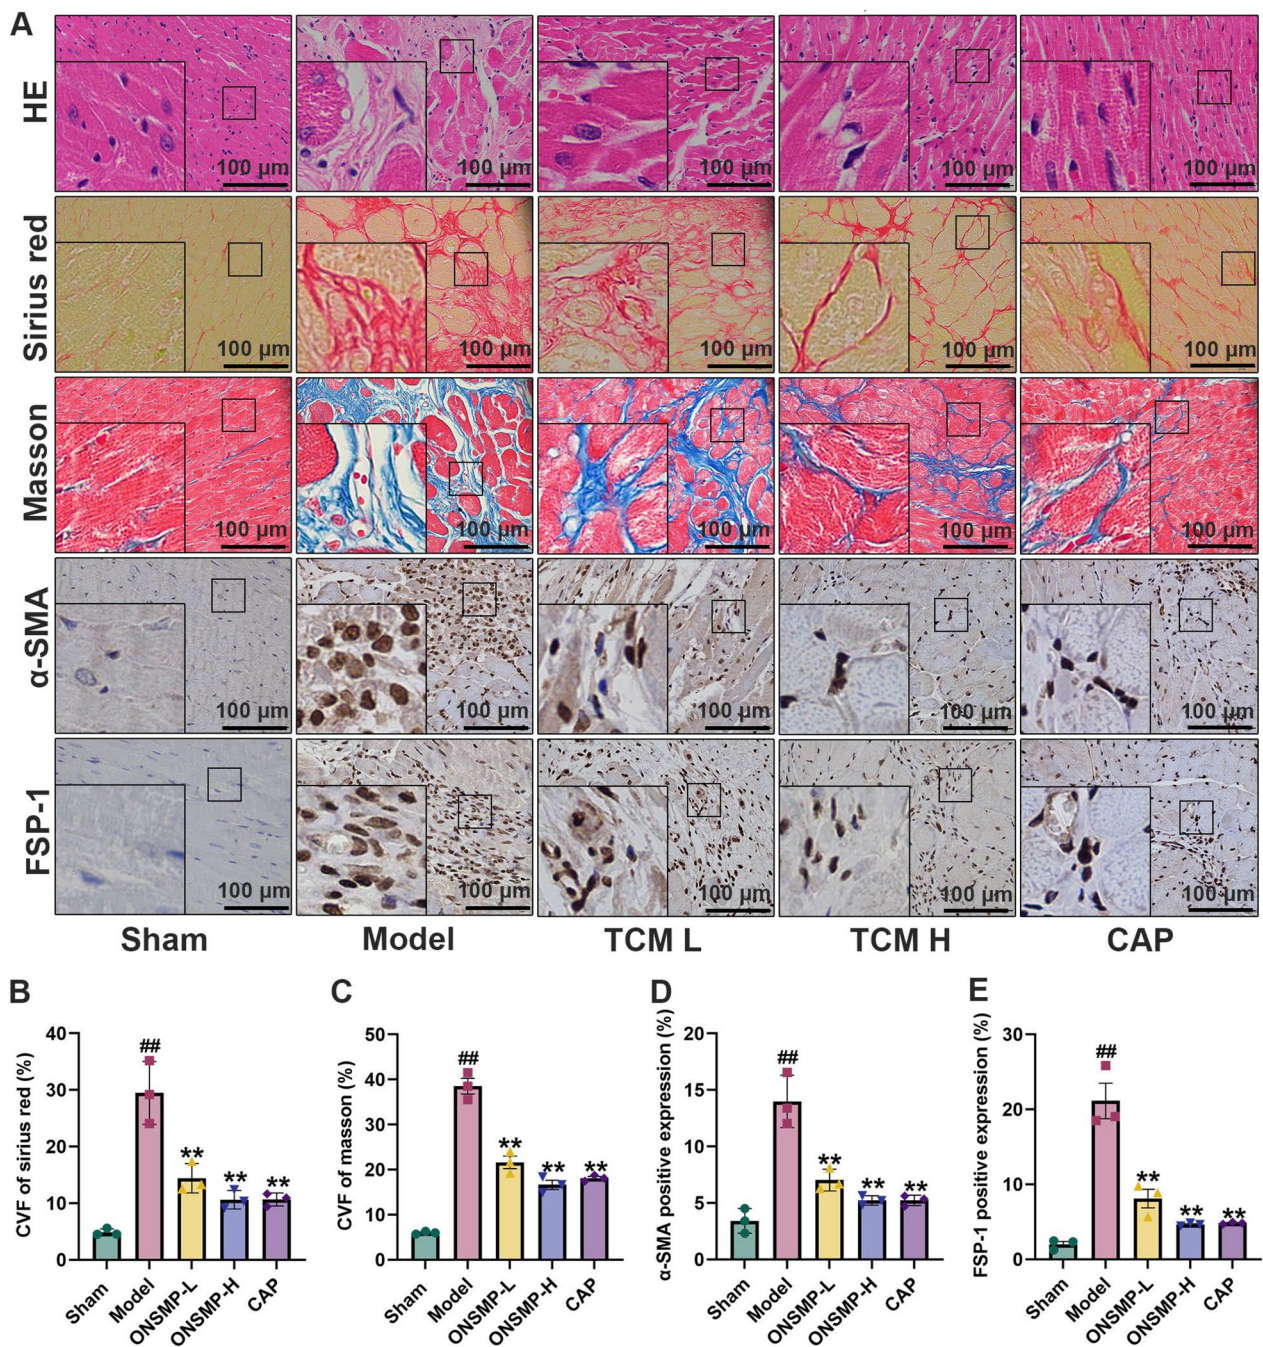 A
HE
100 μm 100 μm 100 μm 100 μm 100 μm
Sirius red
100 μm 100 μm 100 μm 100 μm 100 μm
Masson
100 μm 100 μm 100 μm 100 μm 100 μm
α-SMA
100 μm 100 μm 100 μm 100 μm 100 μm
FSP-1
100 μm 100 μm 100 μm 100 μm 100 μm
Sham Model TCM L TCM H CAP
B
CVF of sirius red (%)
40
30
20
10
0
##
**
**
**
Sham Model ONSMP-L ONSMP-H CAP
C
CVF of masson (%)
50
40
30
20
10
0
##
**
**
**
Sham Model ONSMP-L ONSMP-H CAP
D
α-SMA positive expression (%)
20
15
10
5
0
##
**
**
**
Sham Model ONSMP-L ONSMP-H CAP
E
FSP-1 positive expression (%)
30
20
10
0
##
**
**
**
Sham Model ONSMP-L ONSMP-H CAP